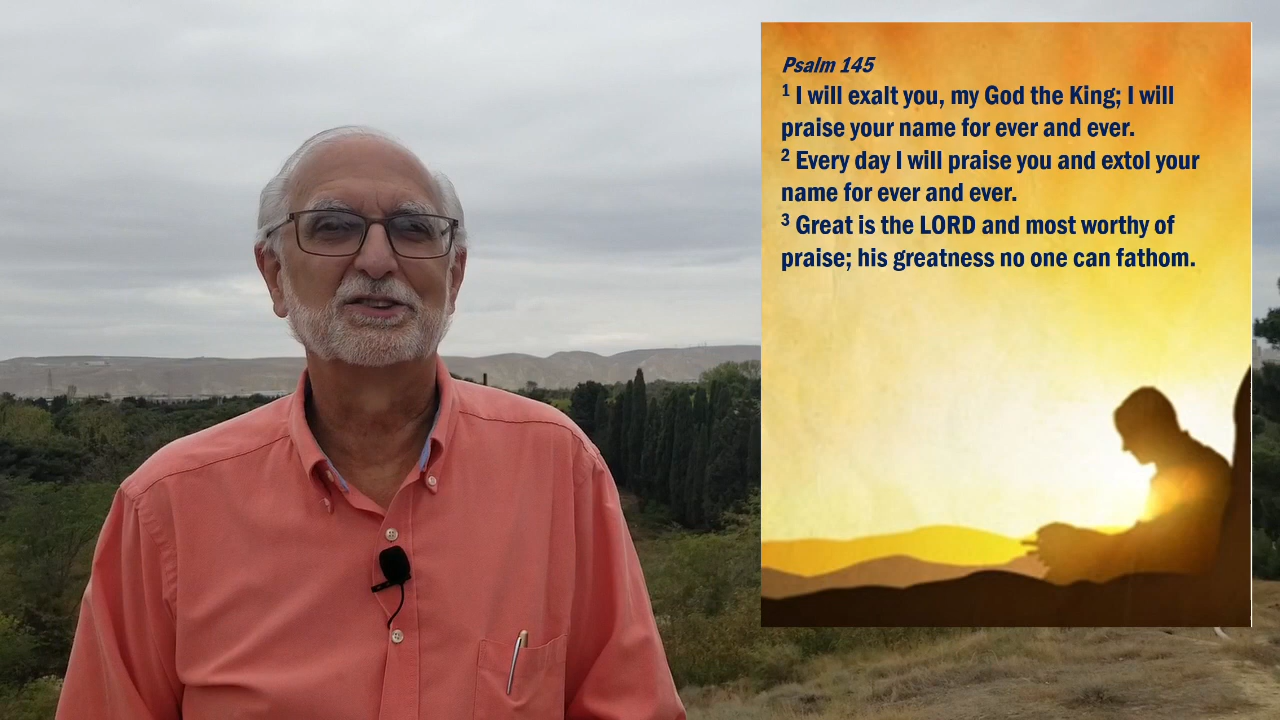 Psalm 145
1 I will exalt you, my God the King; I will
praise your name for ever and ever.
2 Every day I will praise you and extol your
name for ever and ever.
3 Great is the LORD and most worthy of
praise; his greatness no one can fathom.